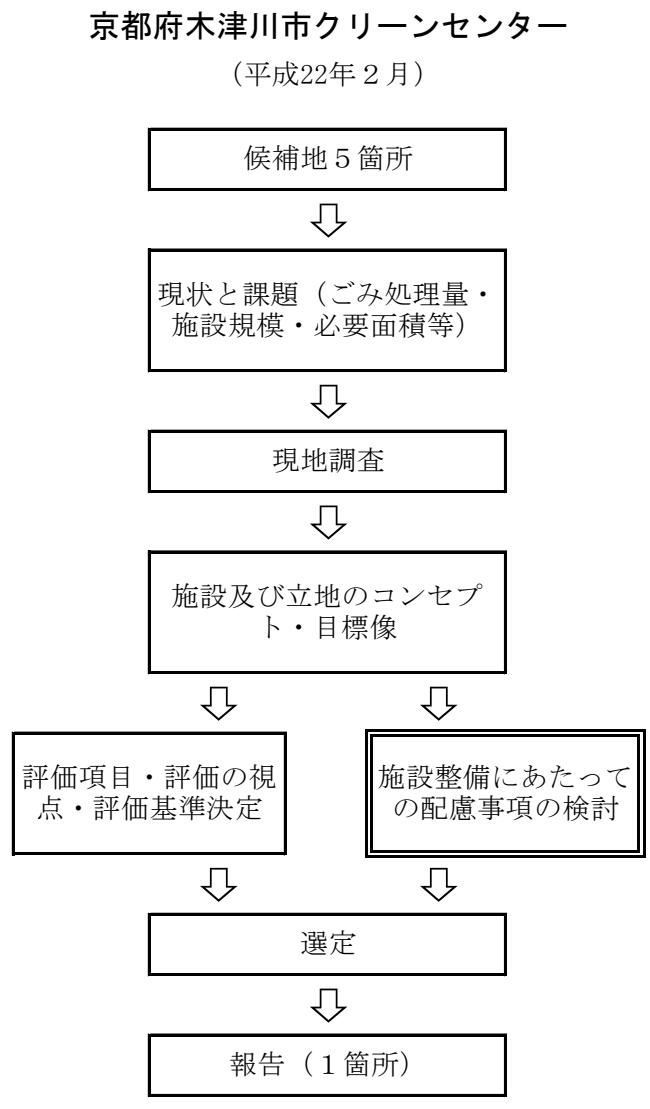 京都府木津川市クリーンセンター
（平成22年２月）
候補地５箇所
現状と課題（ごみ処理量・
施設規模・必要面積等）
現地調査
施設及び立地のコンセプ
ト・目標像
評価項目・評価の視
点・評価基準決定
施設整備にあたって
の配慮事項の検討
選定
報告（１箇所）